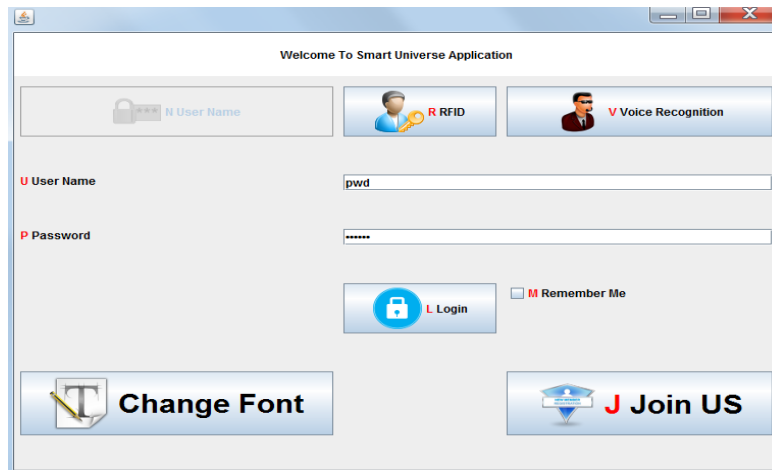 Welcome To Smart Universe Application
N User Name
R RFID
V Voice Recognition
U User Name
pwd
P Password
••••••
L Login
M Remember Me
Change Font
J Join US